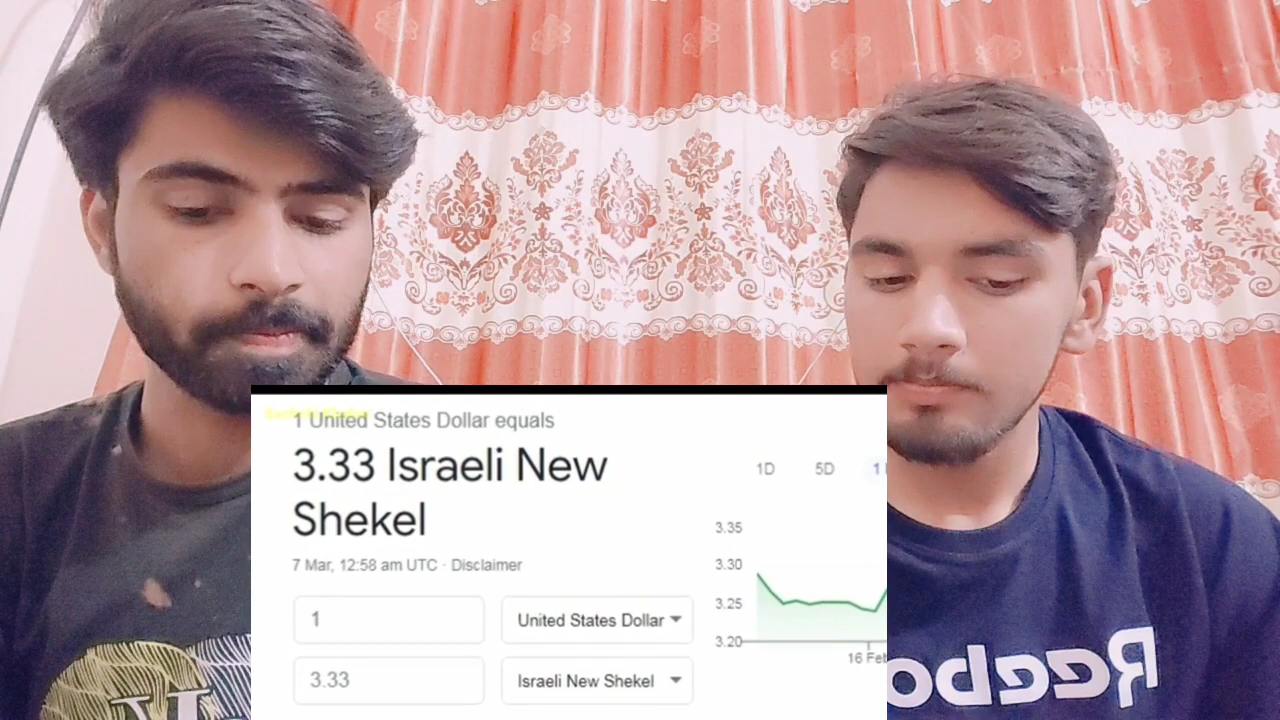 1 United States Dollar equals
3.33 Israeli New
Shekel
7 Mar, 12:58 am UTC · Disclaimer
1D 5D 1
3.35
3.30
3.25
3.20
16 Feb
1 United States Dollar
3.33 Israeli New Shekel
Reebo